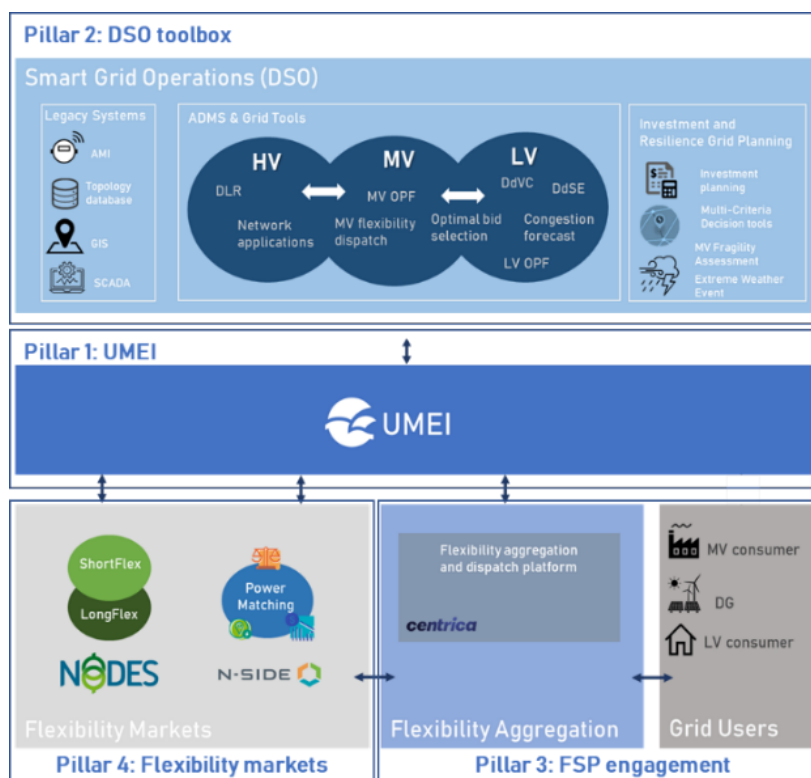 Pillar 2: DSO toolbox
Smart Grid Operations (DSO)
Legacy Systems
AMI
Topology
database
GIS
SCADA
ADMS & Grid Tools
HV
DLR
Network
applications
MV
MV OPF
MV flexibility
dispatch
Optimal bid
selection
LV
DdVC
DdSE
Congestion
forecast
LV OPF
Investment and
Resilience Grid Planning
Investment
planning
Multi-Criteria
Decision tools
MV Fragility
Assessment
Extreme Weather
Event
Pillar 1: UMEI
UMEI
ShortFlex
LongFlex
NODES
Power
Matching
N-SIDE
Flexibility Markets
Pillar 4: Flexibility markets
Flexibility aggregation
and dispatch platform
centrica
Flexibility Aggregation
MV consumer
DG
LV consumer
Grid Users
Pillar 3: FSP engagement